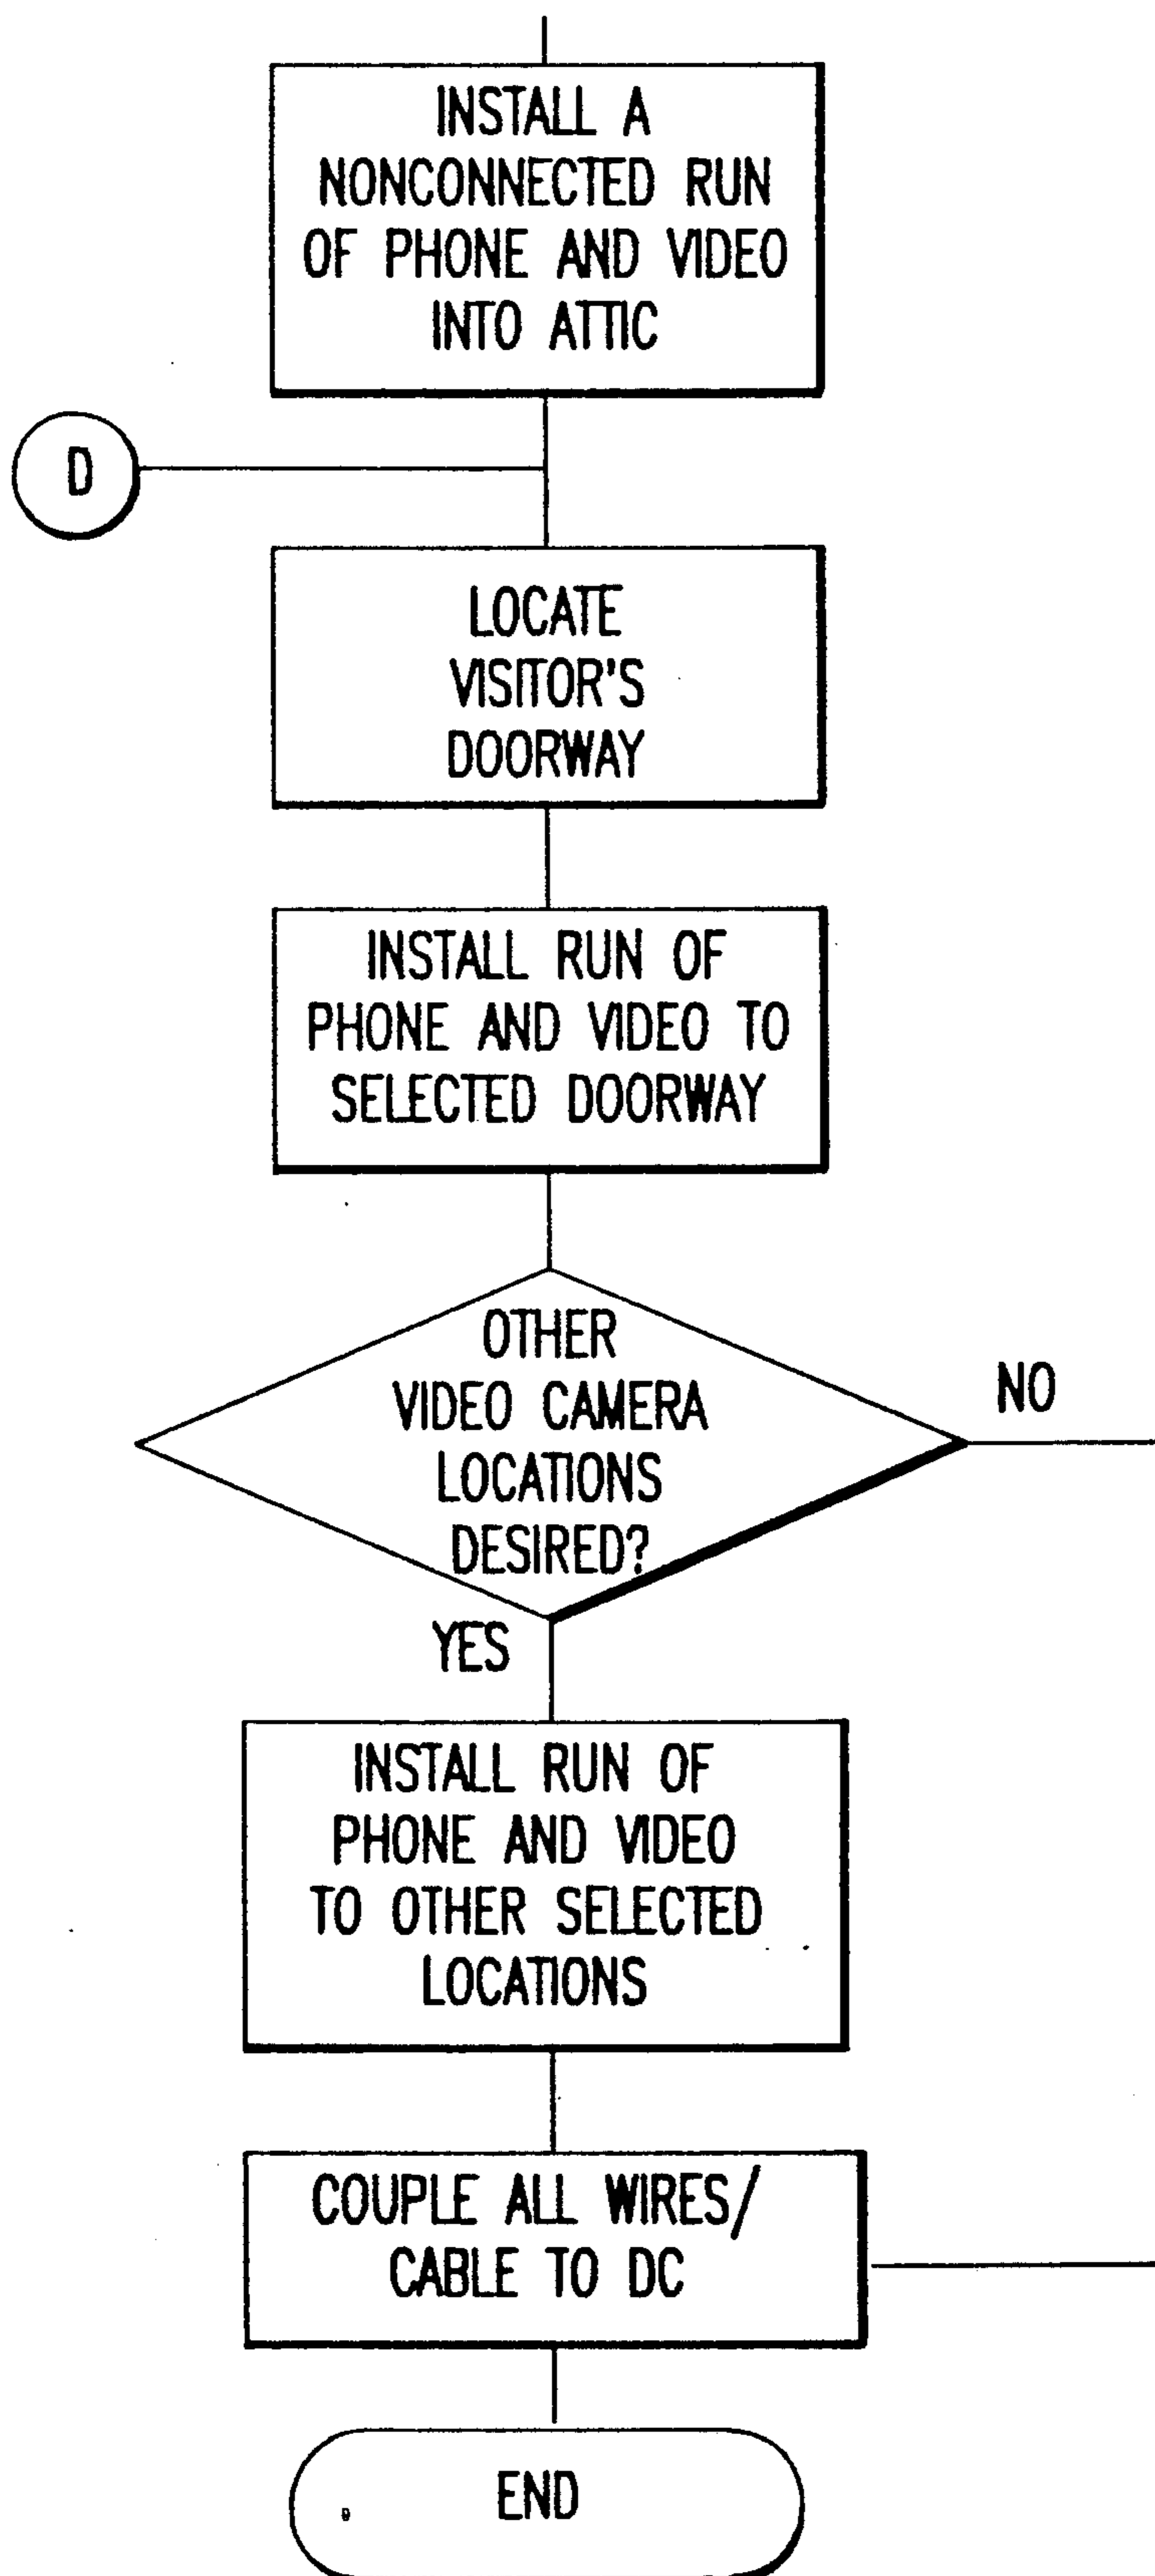 INSTALL A
NONCONNECTED RUN
OF PHONE AND VIDEO
INTO ATTIC
D
LOCATE
VISITOR'S
DOORWAY
INSTALL RUN OF
PHONE AND VIDEO TO
SELECTED DOORWAY
OTHER
VIDEO CAMERA
LOCATIONS
DESIRED?
NO
YES
INSTALL RUN OF
PHONE AND VIDEO
TO OTHER SELECTED
LOCATIONS
COUPLE ALL WIRES/
CABLE TO DC
END